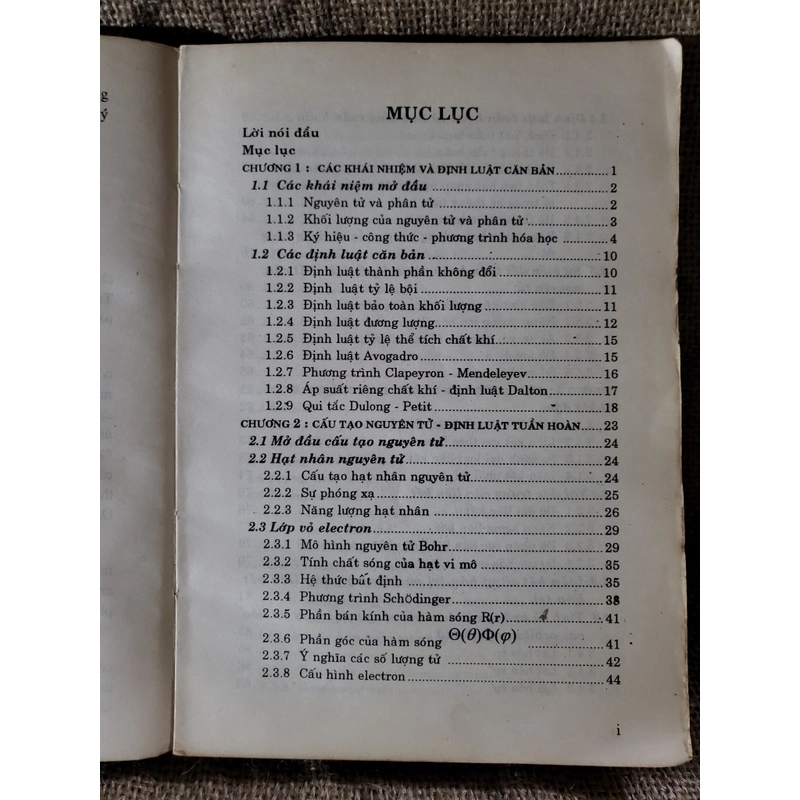 ng
ý
MỤC LỤC
Lời nói đầu
Mục lục
CHƯƠNG 1 : CÁC KHÁI NHIỆM VÀ ĐỊNH LUẬT CĂN BẢN 1
1.1 Các khái niệm mở đầu 2
1.1.1 Nguyên tử và phân tử 2
1.1.2 Khối lượng của nguyên tử và phân tử 3
1.1.3 Ký hiệu - công thức - phương trình hóa học 4
1.2 Các định luật căn bản 10
1.2.1 Định luật thành phần không đổi 10
1.2.2 Định luật tỷ lệ bội 11
1.2.3 Định luật bảo toàn khối lượng 11
1.2.4 Định luật đương lượng 12
1.2.5 Định luật tỷ lệ thể tích chất khí 15
1.2.6 Định luật Avogadro 15
1.2.7 Phương trình Clapeyron - Mendeleyev 16
1.2.8 Áp suất riêng chất khí - định luật Dalton 17
1.2.9 Qui tắc Dulong - Petit 18
CHƯƠNG 2 : CẤU TẠO NGUYÊN TỬ - ĐỊNH LUẬT TUẦN HOÀN 23
2.1 Mở đầu cấu tạo nguyên tử 24
2.2 Hạt nhân nguyên tử 24
2.2.1 Cấu tạo hạt nhân nguyên tử 24
2.2.2 Sự phóng xạ 25
2.2.3 Năng lượng hạt nhân 26
2.3 Lớp vỏ electron 29
2.3.1 Mô hình nguyên tử Bohr 29
2.3.2 Tính chất sóng của hạt vi mô 35
2.3.3 Hệ thức bất định 35
2.3.4 Phương trình Schödinger 38
2.3.5 Phần bán kính của hàm sóng R(r) 41
2.3.6 Phần góc của hàm sóng Θ(θ)Φ(φ) 41
2.3.7 Ý nghĩa các số lượng tử 42
2.3.8 Cấu hình electron 44
i